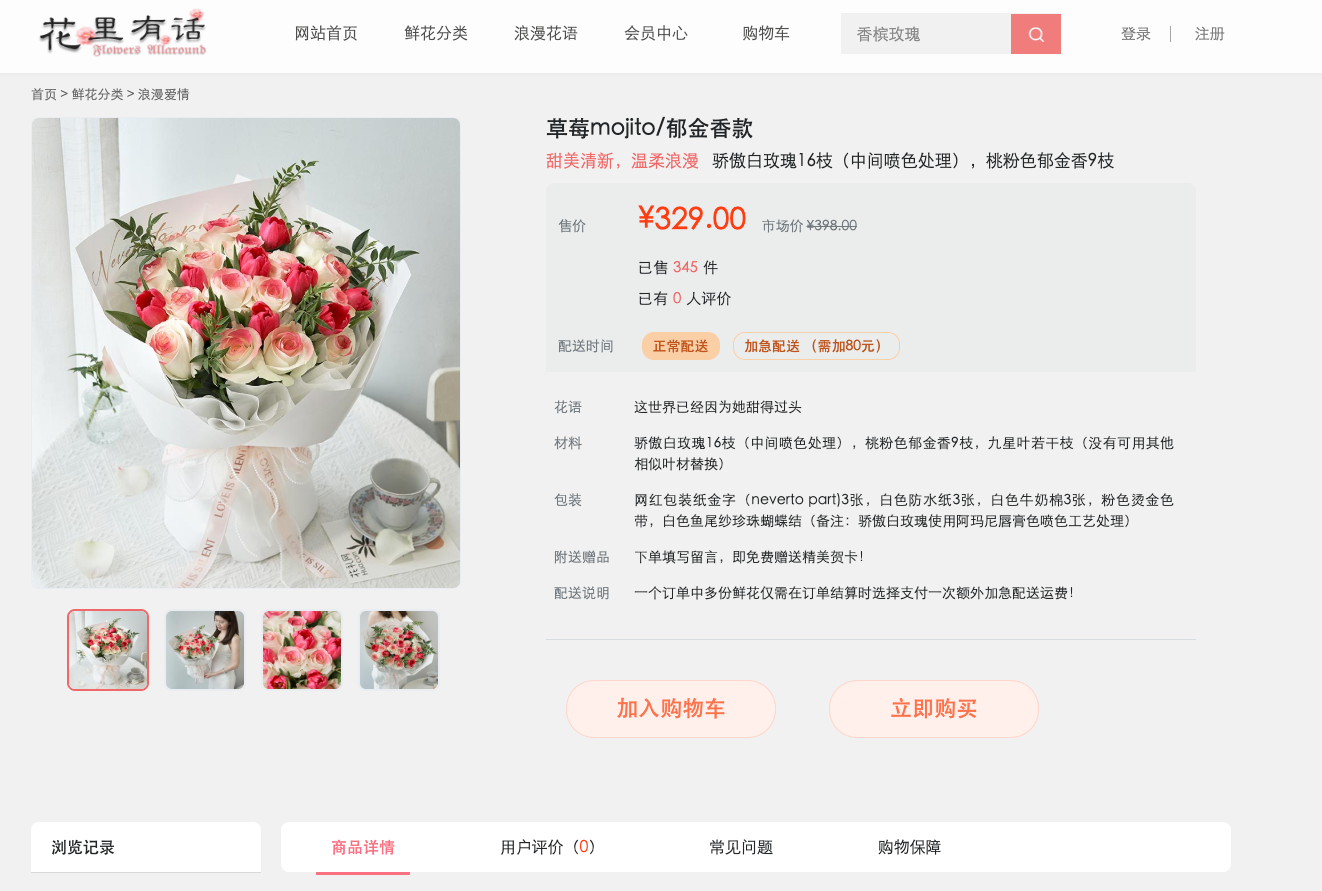 花里有话
Flowers Allaround
网站首页 鲜花分类 浪漫花语 会员中心 购物车 香槟玫瑰 登录 | 注册
首页 > 鲜花分类 > 浪漫爱情
草莓mojito/郁金香款
甜美清新，温柔浪漫 骄傲白玫瑰16枝（中间喷色处理），桃粉色郁金香9枝
售价 ¥329.00 市场价 ¥398.00
已售 345 件
已有 0 人评价
配送时间 正常配送 加急配送 （需加80元）
花语 这世界已经因为她甜得过头
材料 骄傲白玫瑰16枝（中间喷色处理），桃粉色郁金香9枝，九星叶若干枝（没有可用其他
相似叶材替换）
包装 网红包装纸金字（neverto part)3张，白色防水纸3张，白色牛奶棉3张，粉色烫金色
带，白色鱼尾纱珍珠蝴蝶结（备注：骄傲白玫瑰使用阿玛尼唇膏色喷色工艺处理）
附送赠品 下单填写留言，即免费赠送精美贺卡！
配送说明 一个订单中多份鲜花仅需在订单结算时选择支付一次额外加急配送运费！
LOVE IS SILENT
花礼网
加入购物车 立即购买
浏览记录
商品详情 用户评价（0） 常见问题 购物保障